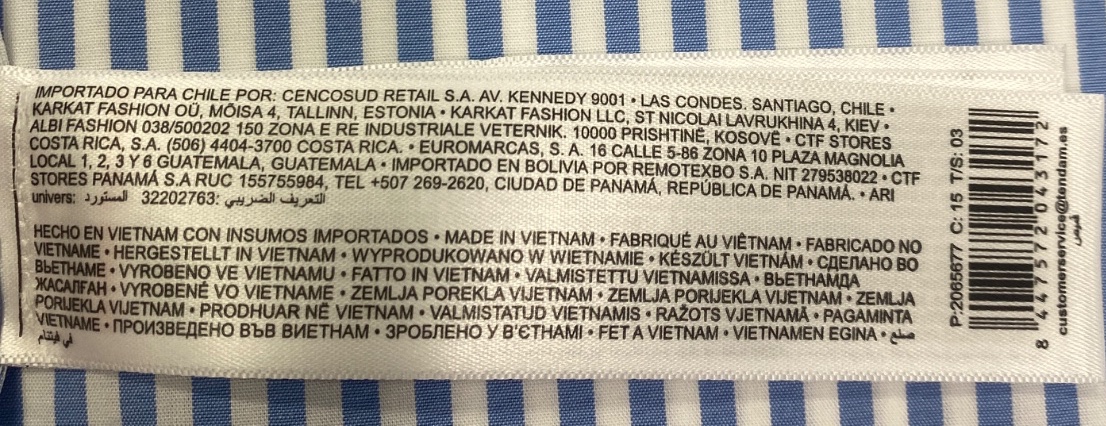 IMPORTADO PARA CHILE POR: CENCOSUD RETAIL S.A. AV. KENNEDY 9001 • LAS CONDES. SANTIAGO, CHILE •
KARKAT FASHION OÜ, MÕISA 4, TALLINN, ESTONIA • KARKAT FASHION LLC, ST NICOLAI LAVRUKHINA 4, KIEV •
ALBI FASHION 038/500202 150 ZONA E RE INDUSTRIALE VETERNIK. 10000 PRISHTINË, KOSOVË • CTF STORES
COSTA RICA, S.A. (506) 4404-3700 COSTA RICA. • EUROMARCAS, S. A. 16 CALLE 5-86 ZONA 10 PLAZA MAGNOLIA
LOCAL 1, 2, 3 Y 6 GUATEMALA, GUATEMALA • IMPORTADO EN BOLIVIA POR REMOTEXBO S.A. NIT 279538022 • CTF
STORES PANAMÁ S.A RUC 155755984, TEL +507 269-2620, CIUDAD DE PANAMÁ, REPÚBLICA DE PANAMÁ. • ARI
univers: المستورد 32202763: التعريف الضريبي
HECHO EN VIETNAM CON INSUMOS IMPORTADOS • MADE IN VIETNAM • FABRIQUÉ AU VIÊTNAM • FABRICADO NO
VIETNAME • HERGESTELLT IN VIETNAM • WYPRODUKOWANO W WIETNAMIE • KÉSZÜLT VIETNÁM • СДЕЛАНО ВО
ВЬЕТНАМЕ • VYROBENO VE VIETNAMU • FATTO IN VIETNAM • VALMISTETTU VIETNAMISSA • ВЬЕТНАМДА
ЖАСАЛҒАН • VYROBENÉ VO VIETNAME • ZEMLJA POREKLA VIJETNAM • ZEMLJA PORIJEKLA VIJETNAM • ZEMLJA
PORIJEKLA VIJETNAM • PRODHUAR NË VIETNAM • VALMISTATUD VIETNAMIS • RAŽOTS VJETNAMĀ • PAGAMINTA
VIETNAME • ПРОИЗВЕДЕНО ВЪВ ВИЕТНАМ • ЗРОБЛЕНО У В'ЄТНАМІ • FET A VIETNAM • VIETNAMEN EGINA • صنع
في فيتنام
P:2065677 C: 15 T/S: 03
8 447572 043172
customerservice@tendam.es
قميص